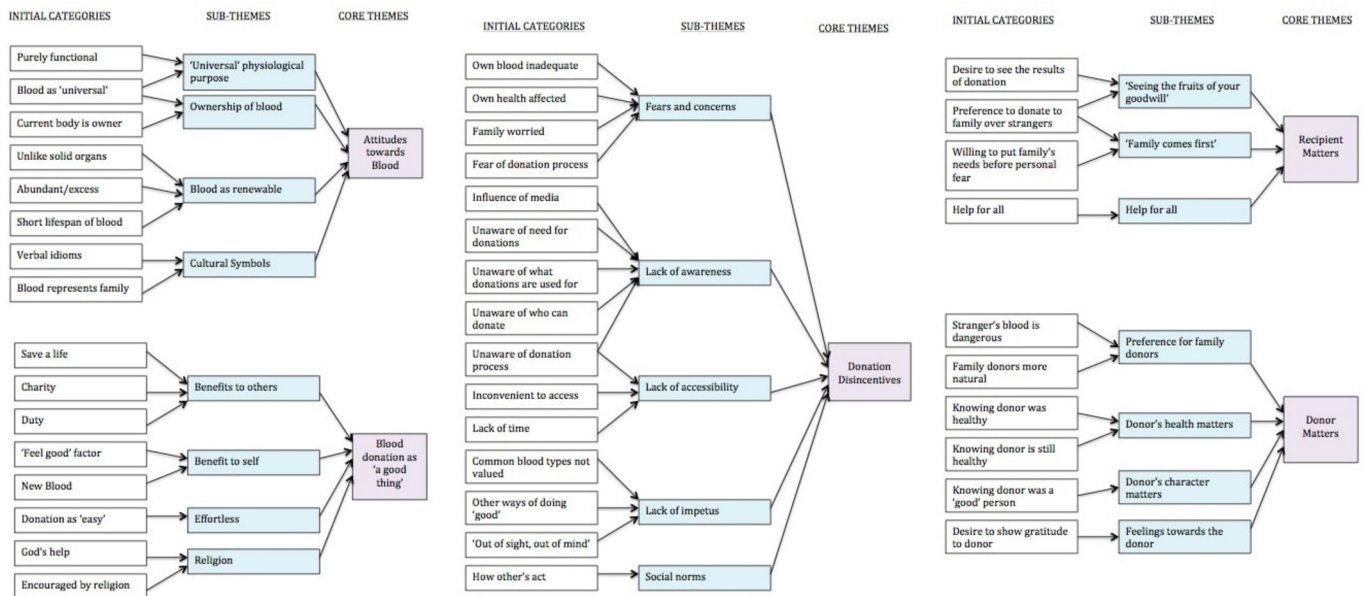 INITIAL CATEGORIES
SUB-THEMES
CORE THEMES
Purely functional
Blood as 'universal'
Current body is owner
Unlike solid organs
Abundant/excess
Short lifespan of blood
Verbal idioms
Blood represents family
'Universal' physiological
purpose
Ownership of blood
Blood as renewable
Cultural Symbols
Attitudes
towards
Blood
Save a life
Charity
Duty
'Feel good' factor
New Blood
Donation as 'easy'
God's help
Encouraged by religion
Benefits to others
Benefit to self
Effortless
Religion
Blood
donation as
'a good
thing'
INITIAL CATEGORIES
SUB-THEMES
CORE THEMES
Own blood inadequate
Own health affected
Family worried
Fear of donation process
Influence of media
Unaware of need for
donations
Unaware of what
donations are used for
Unaware of who can
donate
Unaware of donation
process
Inconvenient to access
Lack of time
Common blood types not
valued
Other ways of doing
'good'
'Out of sight, out of mind'
How other's act
Fears and concerns
Lack of awareness
Lack of accessibility
Lack of impetus
Social norms
Donation
Disincentives
INITIAL CATEGORIES
SUB-THEMES
CORE THEMES
Desire to see the results
of donation
Preference to donate to
family over strangers
Willing to put family's
needs before personal
fear
Help for all
'Seeing the fruits of your
goodwill'
'Family comes first'
Help for all
Recipient
Matters
Stranger's blood is
dangerous
Family donors more
natural
Knowing donor was
healthy
Knowing donor is still
healthy
Knowing donor was a
'good' person
Desire to show gratitude
to donor
Preference for family
donors
Donor's health matters
Donor's character
matters
Feelings towards the
donor
Donor
Matters